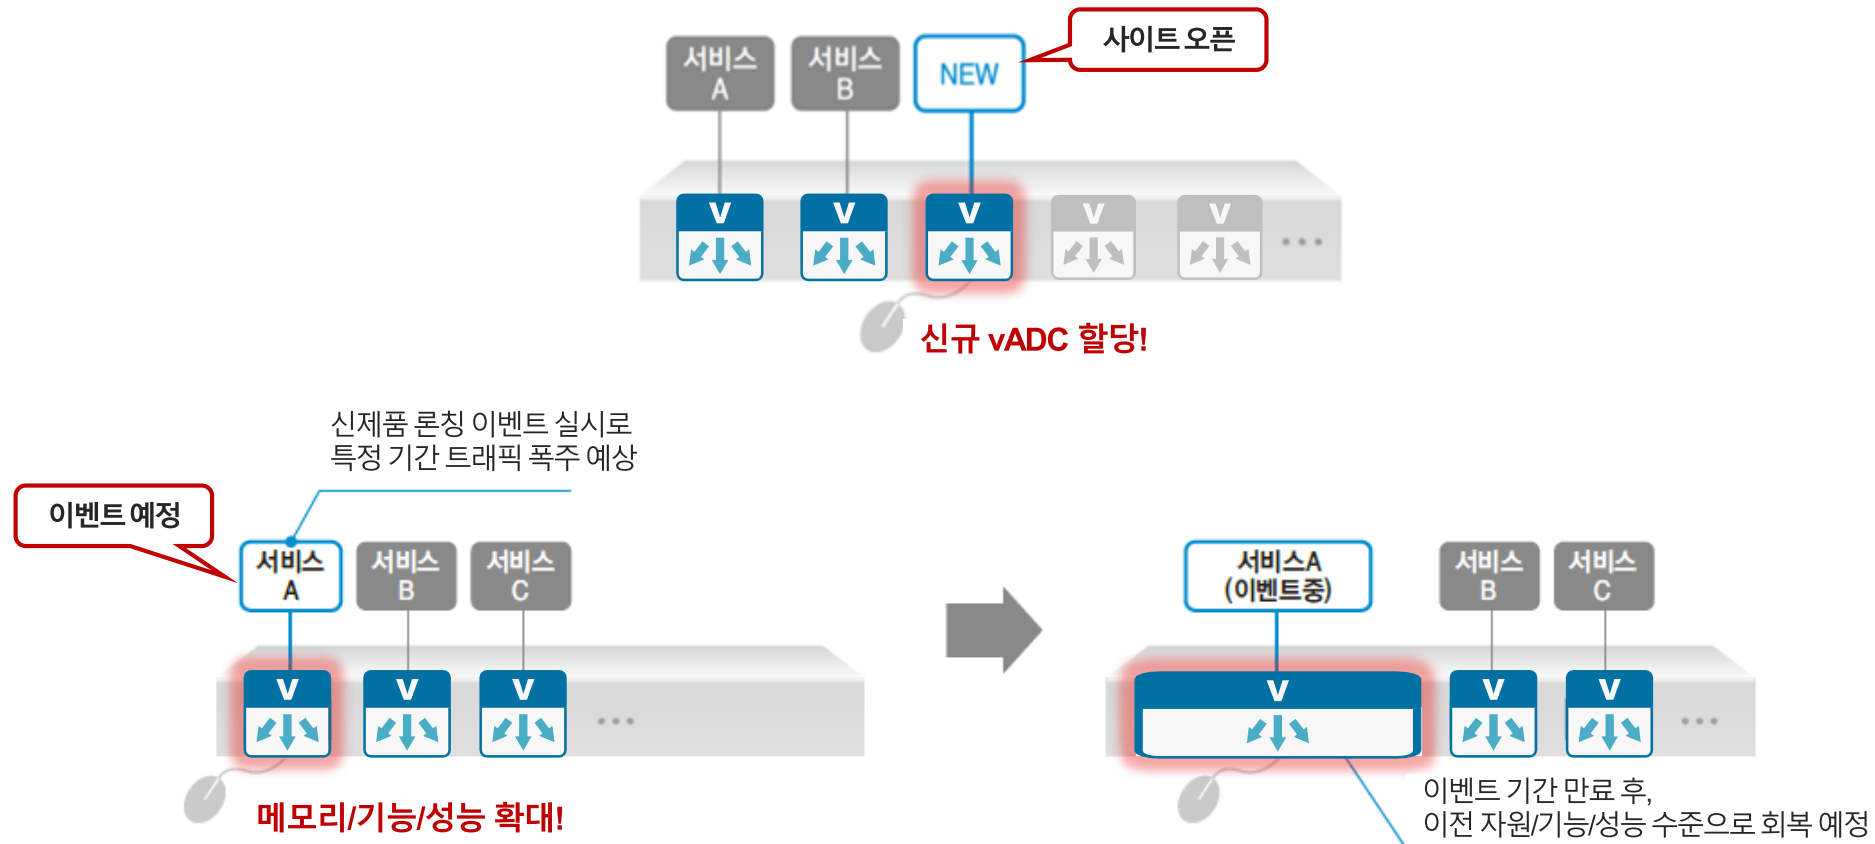 사이트 오픈
서비스
A
서비스
B
NEW
V
V
V
V
V
신규 vADC 할당!
신제품 론칭 이벤트 실시로
특정 기간 트래픽 폭주 예상
이벤트 예정
서비스
A
서비스
B
서비스
C
V
V
V
메모리/기능/성능 확대!
서비스A
(이벤트중)
서비스
B
서비스
C
V
V
V
이벤트 기간 만료 후,
이전 자원/기능/성능 수준으로 회복 예정